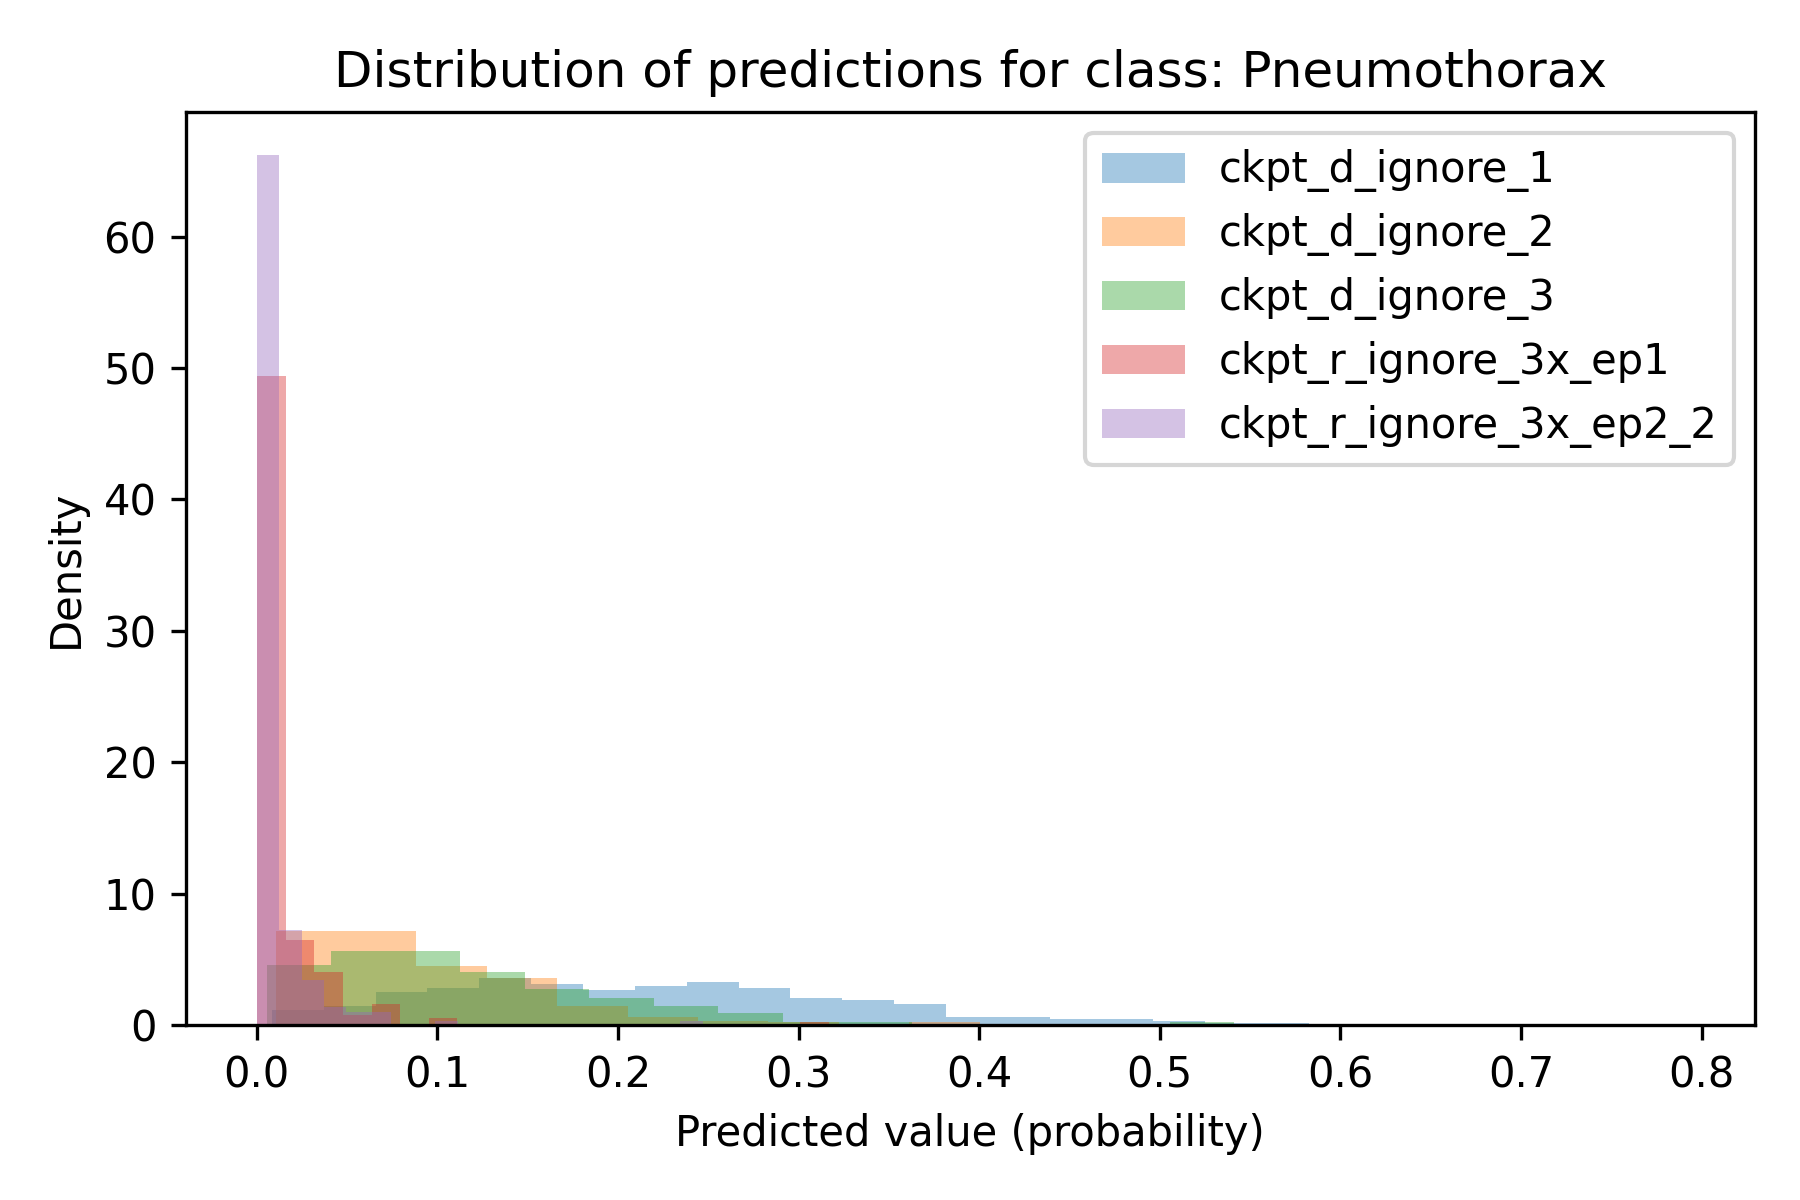 Distribution of predictions for class: Pneumothorax
ckpt_d_ignore_1
ckpt_d_ignore_2
ckpt_d_ignore_3
ckpt_r_ignore_3x_ep1
ckpt_r_ignore_3x_ep2_2
Density
60
50
40
30
20
10
0
0.0 0.1 0.2 0.3 0.4 0.5 0.6 0.7 0.8
Predicted value (probability)